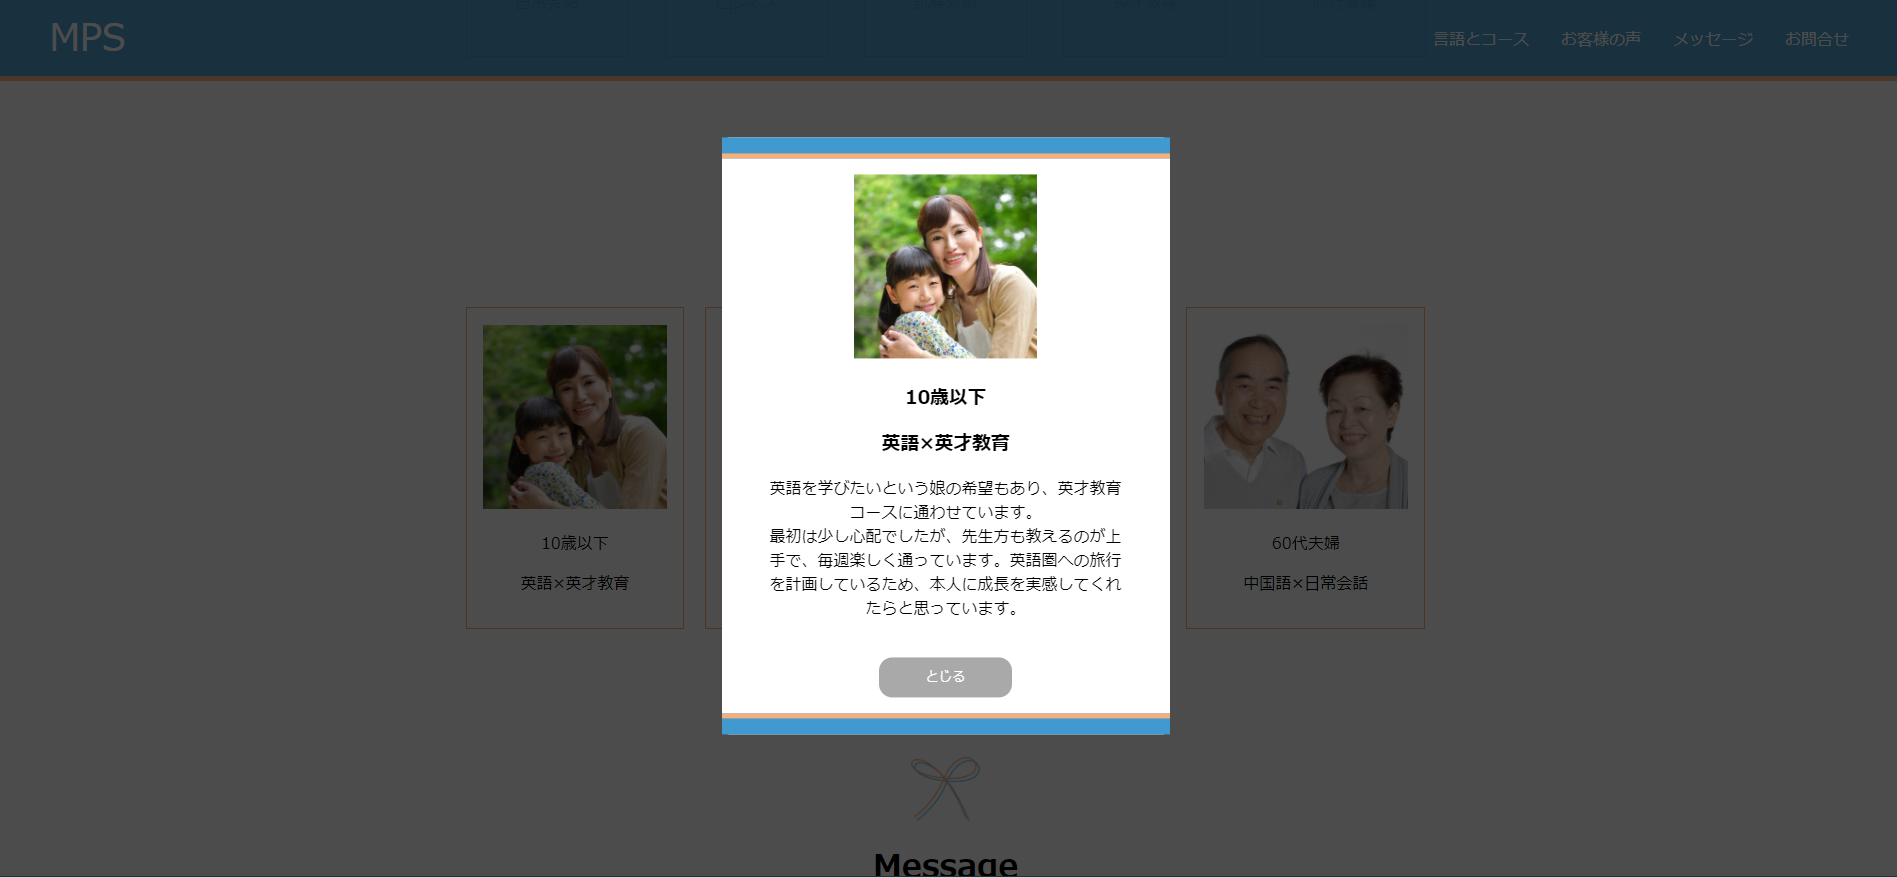 MPS
言語とコース
お客様の声
メッセージ
お問合せ
10歳以下
英語×英才教育
英語を学びたいという娘の希望もあり、英才教育
コースに通わせています。
最初は少し心配でしたが、先生方も教えるのが上
手で、毎週楽しく通っています。英語圏への旅行
を計画しているため、本人に成長を実感してくれ
たらと思っています。
とじる
10歳以下
英語×英才教育
60代夫婦
中国語×日常会話
Message